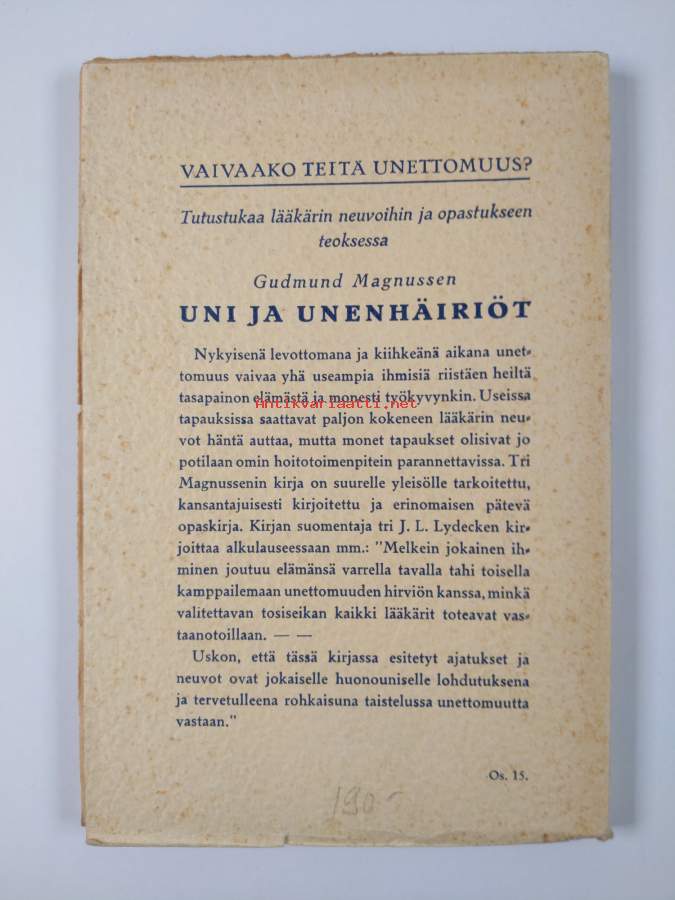 VAIVAAKO TEITÄ UNETTOMUUS?
Tutustukaa lääkärin neuvoihin ja opastukseen
teoksessa
Gudmund Magnussen
UNI JA UNENHÄIRIÖT
Nykyisenä levottomana ja kiihkeänä aikana unet-
tomuus vaivaa yhä useampia ihmisiä riistäen heiltä
tasapainon elämästä ja monesti työkyvynkin. Useissa
Antikvariaatti.net
tapauksissa saattavat paljon kokeneen lääkärin neu-
vot häntä auttaa, mutta monet tapaukset olisivat jo
potilaan omin hoitotoimenpitein parannettavissa. Tri
Magnussenin kirja on suurelle yleisölle tarkoitettu,
kansantajuisesti kirjoitettu ja erinomaisen pätevä
opaskirja. Kirjan suomentaja tri J. L. Lydecken kir-
joittaa alkulauseessaan mm.: "Melkein jokainen ih-
minen joutuu elämänsä varrella tavalla tahi toisella
kamppailemaan unettomuuden hirviön kanssa, minkä
valitettavan tosiseikan kaikki lääkärit toteavat vas-
taanotoillaan. — —
Uskon, että tässä kirjassa esitetyt ajatukset ja
neuvot ovat jokaiselle huonouniselle lohdutuksena
ja tervetulleena rohkaisuna taistelussa unettomuutta
vastaan."
Os. 15.
190-